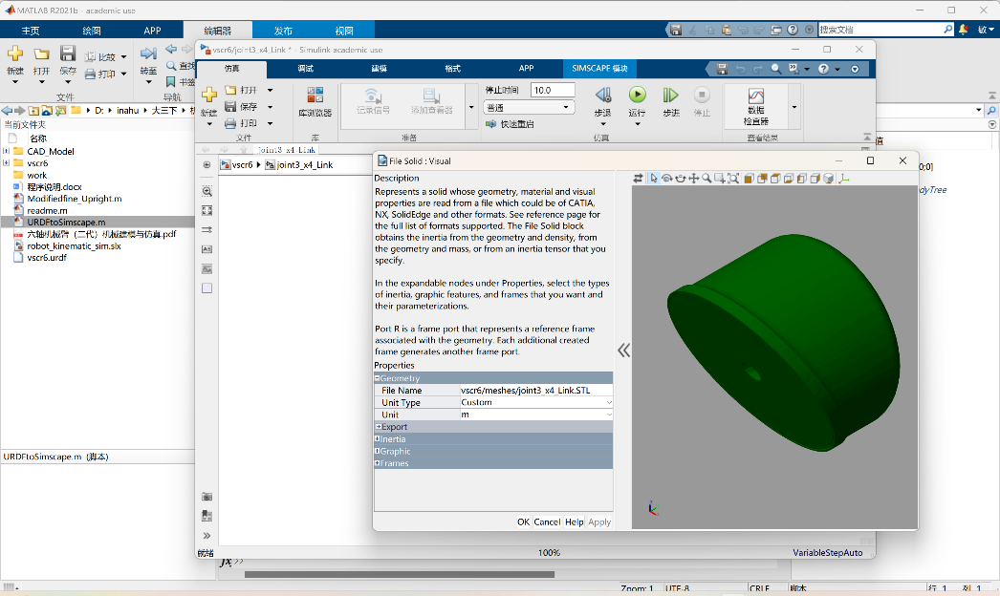 MATLAB R2021b - academic use
主页 绘图 APP 编辑器 发布 视图
搜索文档
敏
新建 打开 保存 比较 打印 转至 查找 书签
文件 导航
D: inahu 大三下
当前文件夹
名称
CAD_Model
vscr6
work
程序说明.docx
Modifiedfine_Upright.m
readme.m
URDFtoSimscape.m
六轴机械臂（二代）机械建模与仿真.pdf
robot_kinematic_sim.slx
vscr6.urdf
URDFtoSimscape.m (脚本)
vscr6/joint3_x4_Link * - Simulink academic use
仿真 调试 建模 格式 APP SIMSCAPE 模块
新建 打开 保存 打印
文件
库浏览器
库
记录信号 添加查看器
准备
停止时间 10.0
普通
快速重启
步退 运行 步进 停止
仿真
数据
检查器
查看结果
joint3_x4_Link
vscr6 joint3_x4_Link
File Solid : Visual
Description
Represents a solid whose geometry, material and visual
properties are read from a file which could be of CATIA,
NX, SolidEdge and other formats. See reference page for
the full list of formats supported. The File Solid block
obtains the inertia from the geometry and density, from
the geometry and mass, or from an inertia tensor that you
specify.
In the expandable nodes under Properties, select the types
of inertia, graphic features, and frames that you want and
their parameterizations.
Port R is a frame port that represents a reference frame
associated with the geometry. Each additional created
frame generates another frame port.
Properties
Geometry
File Name vscr6/meshes/joint3_x4_Link.STL
Unit Type Custom
Unit m
Export
Inertia
Graphic
Frames
OK Cancel Help Apply
值
0;0]
dyTree
就绪 100% VariableStepAuto
fx >>
Zoom: 1 UTF-8 CRLF 脚本 行 1 列 1